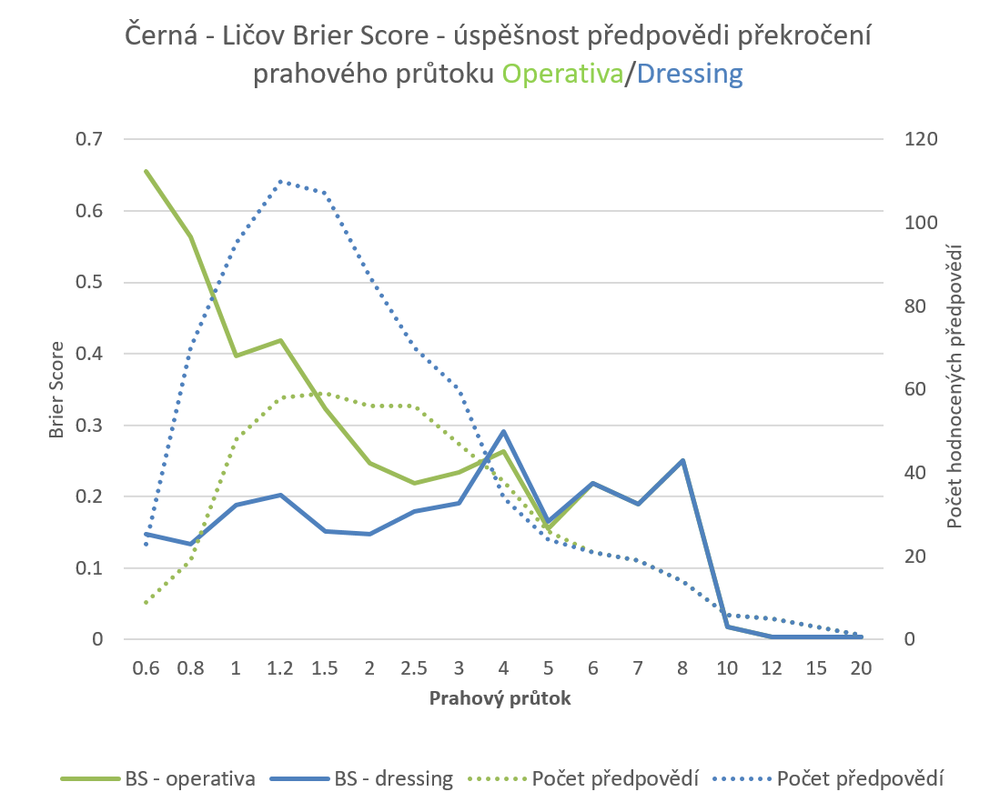 Černá - Ličov Brier Score - úspěšnost předpovědi překročení
prahového průtoku Operativa/Dressing
0.7
0.6
0.5
0.4
0.3
0.2
0.1
0
Brier Score
120
100
80
60
40
20
0
Počet hodnocených předpovědí
0.6 0.8 1 1.2 1.5 2 2.5 3 4 5 6 7 8 10 12 15 20
Prahový průtok
BS - operativa BS - dressing Počet předpovědí Počet předpovědí